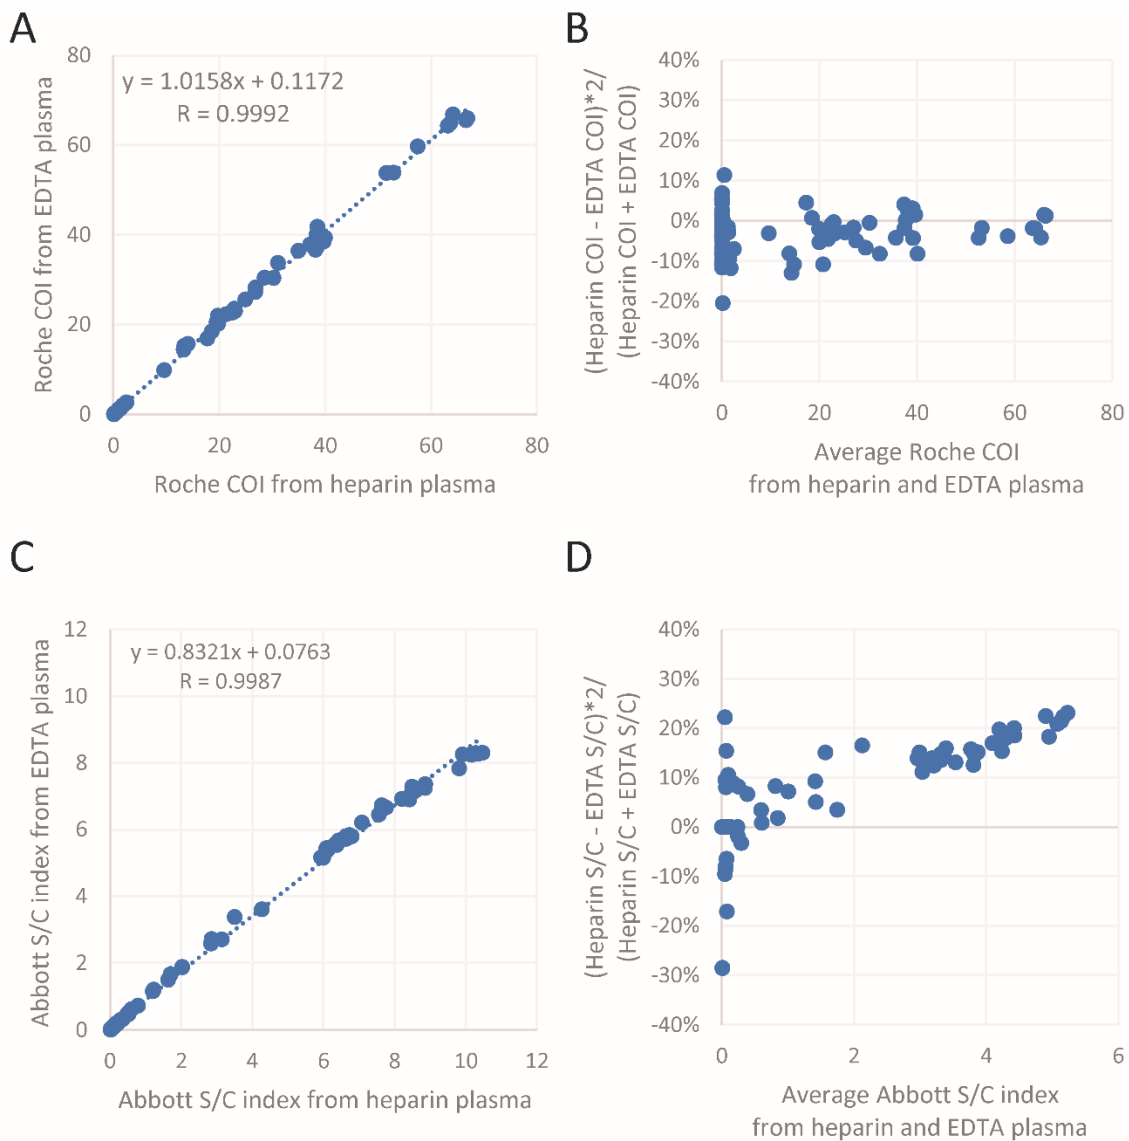 A
y = 1.0158x + 0.1172
R = 0.9992
Roche COI from EDTA plasma
80
60
40
20
0
0 20 40 60 80
Roche COI from heparin plasma
B
(Heparin COI - EDTA COI)*2/
(Heparin COI + EDTA COI)
40%
30%
20%
10%
0%
-10%
-20%
-30%
-40%
0 20 40 60 80
Average Roche COI
from heparin and EDTA plasma
C
y = 0.8321x + 0.0763
R = 0.9987
Abbott S/C index from EDTA plasma
12
10
8
6
4
2
0
0 2 4 6 8 10 12
Abbott S/C index from heparin plasma
D
(Heparin S/C - EDTA S/C)*2/
(Heparin S/C + EDTA S/C)
40%
30%
20%
10%
0%
-10%
-20%
-30%
-40%
0 2 4 6
Average Abbott S/C index
from heparin and EDTA plasma